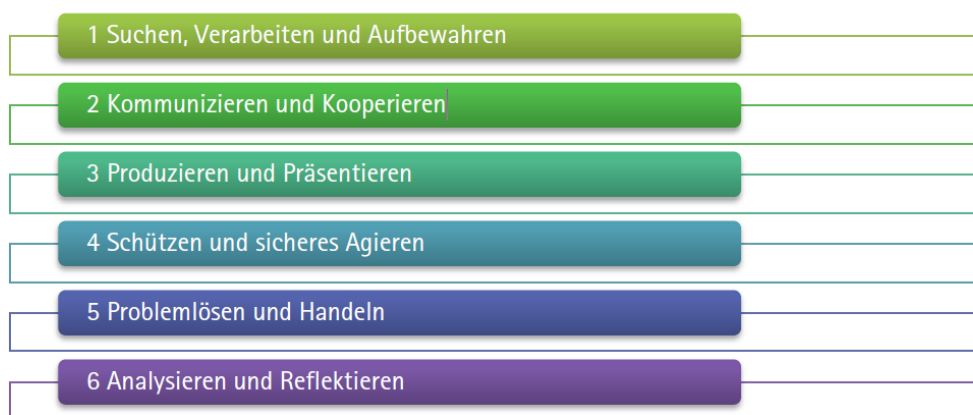 1 Suchen, Verarbeiten und Aufbewahren
2 Kommunizieren und Kooperieren
3 Produzieren und Präsentieren
4 Schützen und sicheres Agieren
5 Problemlösen und Handeln
6 Analysieren und Reflektieren